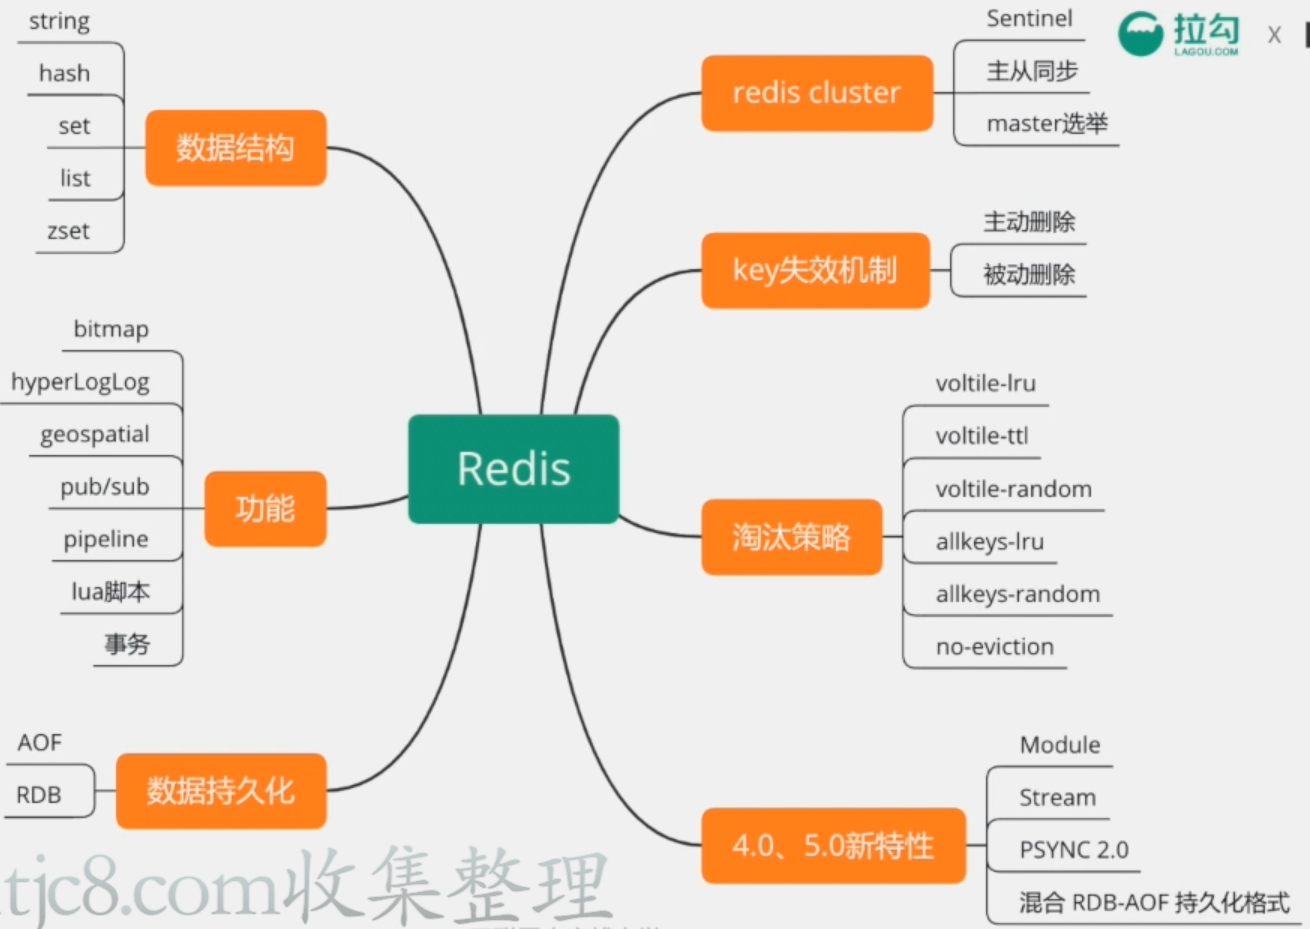 string
hash
set
list
zset
数据结构
bitmap
hyperLogLog
geospatial
pub/sub
pipeline
lua脚本
事务
功能
AOF
RDB
数据持久化
Redis
redis cluster
Sentinel
主从同步
master选举
key失效机制
主动删除
被动删除
淘汰策略
voltile-lru
voltile-ttl
voltile-random
allkeys-lru
allkeys-random
no-eviction
4.0、5.0新特性
Module
Stream
PSYNC 2.0
混合 RDB-AOF 持久化格式
拉勾
LAGOU.COM
X
tjc8.com收集整理